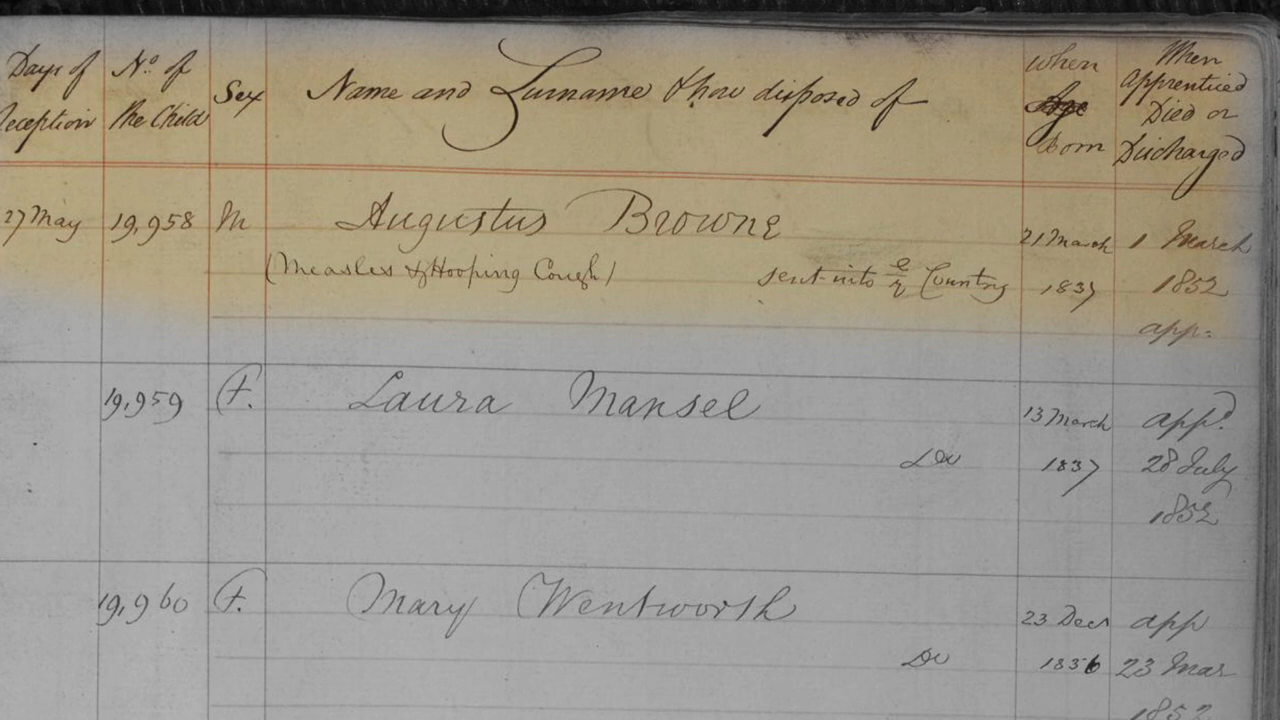 Days of Reception
No. of the Child
Sex
Name and Surname & how disposed of
when Age Born
When Apprenticed Died or Discharged
27 May 19,958 M Augustus Browne 21 March 1 March
(Measles & Hooping Cough) sent into e/y Country 1837 1852
app:
19,959 F. Laura Mansel 13 March app.d
Do 1837 28 July
1852
19,960 F. Mary Wentworth 23 Decr app
Do 1836 23 Mar
1852